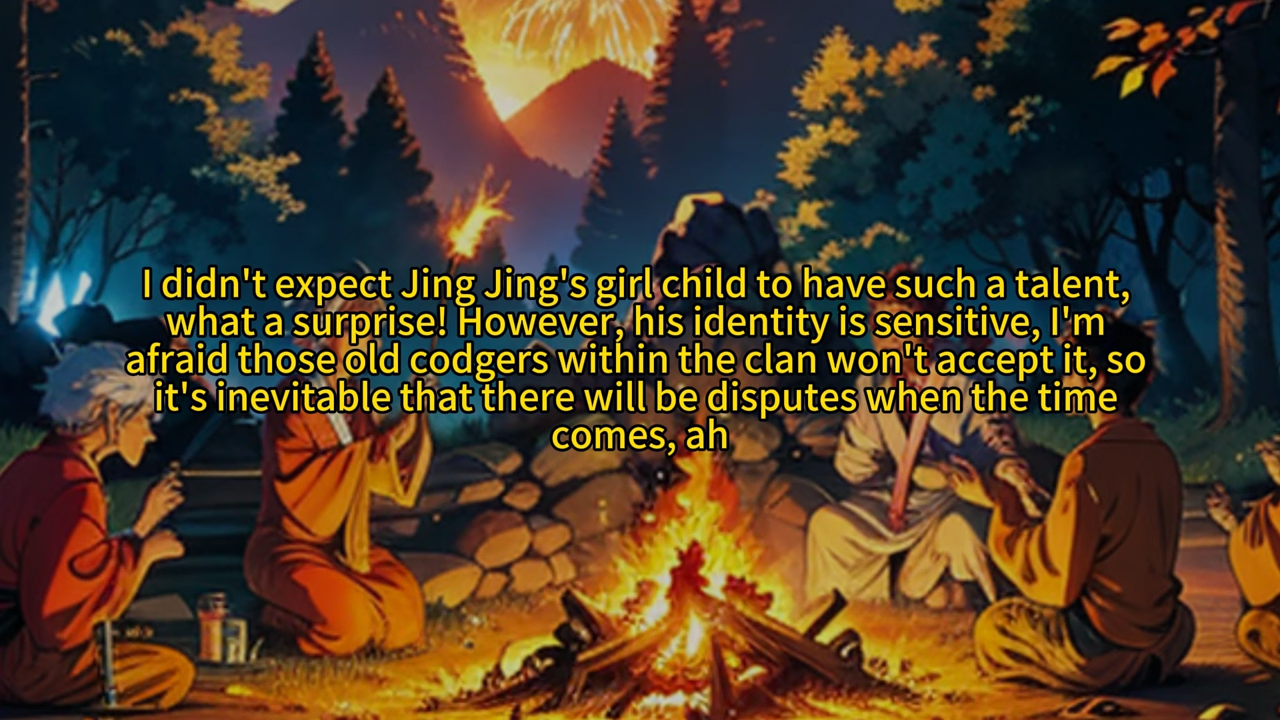 I didn't expect Jing Jing's girl child to have such a talent,
what a surprise! However, his identity is sensitive, I'm
afraid those old codgers within the clan won't accept it, so
it's inevitable that there will be disputes when the time
comes, ah